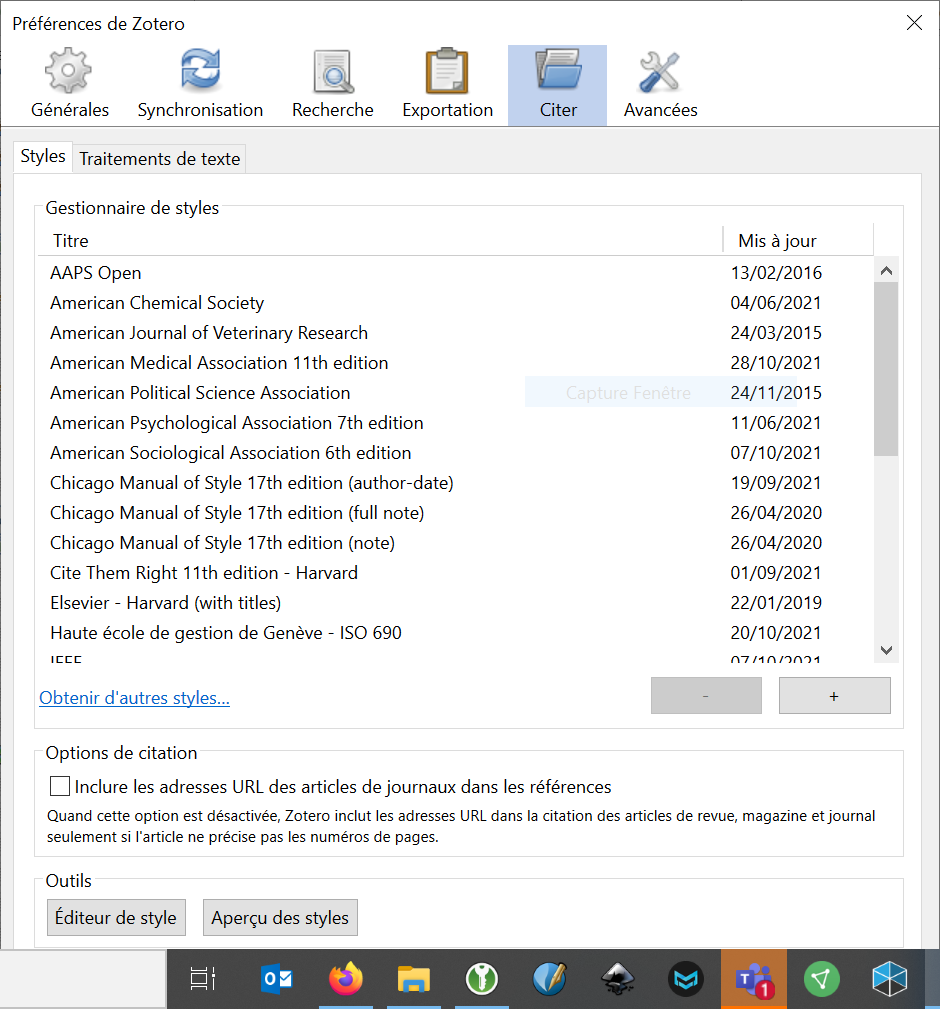 Préférences de Zotero
Générales Synchronisation Recherche Exportation Citer Avancées
Styles Traitements de texte
Gestionnaire de styles
Titre Mis à jour
AAPS Open 13/02/2016
American Chemical Society 04/06/2021
American Journal of Veterinary Research 24/03/2015
American Medical Association 11th edition 28/10/2021
American Political Science Association Capture Fenêtre 24/11/2015
American Psychological Association 7th edition 11/06/2021
American Sociological Association 6th edition 07/10/2021
Chicago Manual of Style 17th edition (author-date) 19/09/2021
Chicago Manual of Style 17th edition (full note) 26/04/2020
Chicago Manual of Style 17th edition (note) 26/04/2020
Cite Them Right 11th edition - Harvard 01/09/2021
Elsevier - Harvard (with titles) 22/01/2019
Haute école de gestion de Genève - ISO 690 20/10/2021
IEEE 07/10/2021
Obtenir d'autres styles... - +
Options de citation
Inclure les adresses URL des articles de journaux dans les références
Quand cette option est désactivée, Zotero inclut les adresses URL dans la citation des articles de revue, magazine et journal
seulement si l'article ne précise pas les numéros de pages.
Outils
Éditeur de style Aperçu des styles
1